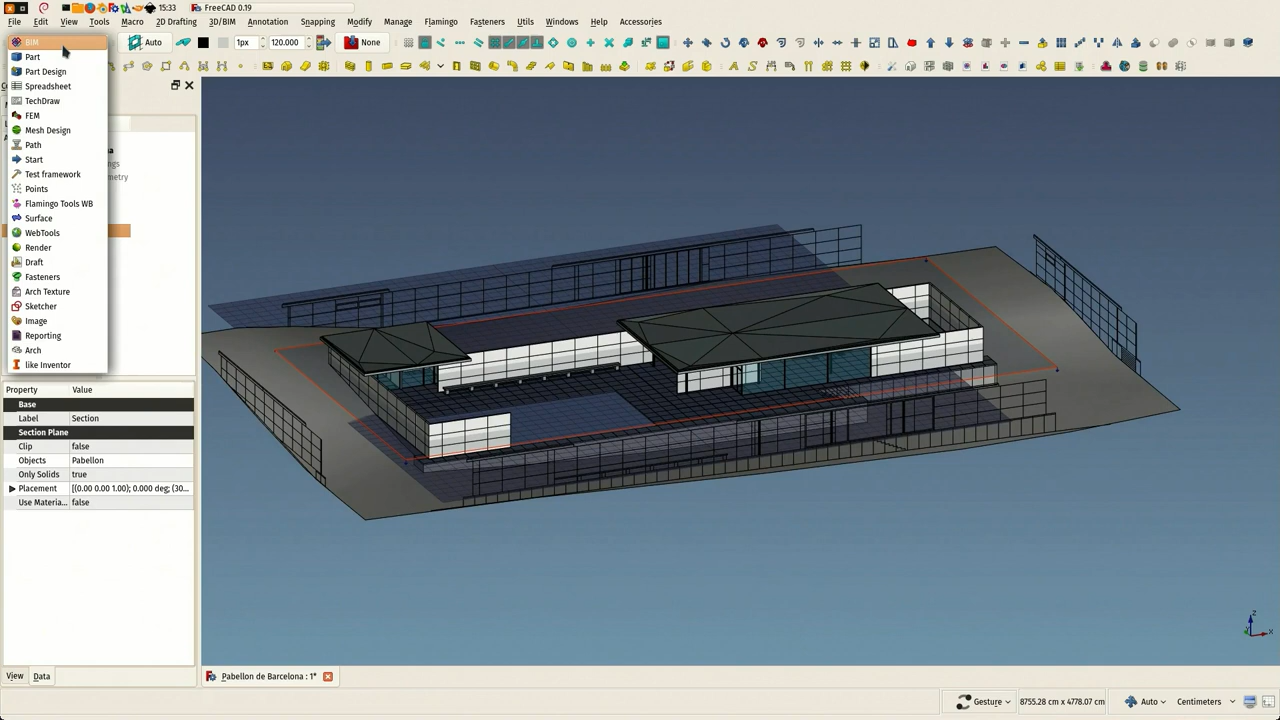 15:33 FreeCAD 0.19
File Edit View Tools Macro 2D Drafting 3D/BIM Annotation Snapping Modify Manage Flamingo Fasteners Utils Windows Help Accessories
BIM
Auto 1px 120.000 None
Part
Part Design
Spreadsheet
TechDraw
FEM
Mesh Design
Path
Start
Test framework
Points
Flamingo Tools WB
Surface
WebTools
Render
Draft
Fasteners
Arch Texture
Sketcher
Image
Reporting
Arch
like Inventor
Property Value
Base
Label Section
Section Plane
Clip false
Objects Pabellon
Only Solids true
Placement [(0.00 0.00 1.00); 0.000 deg; (30...
Use Materia... false
View Data
Pabellon de Barcelona : 1*
Gesture 8755.28 cm x 4778.07 cm Auto Centimeters
Z
X